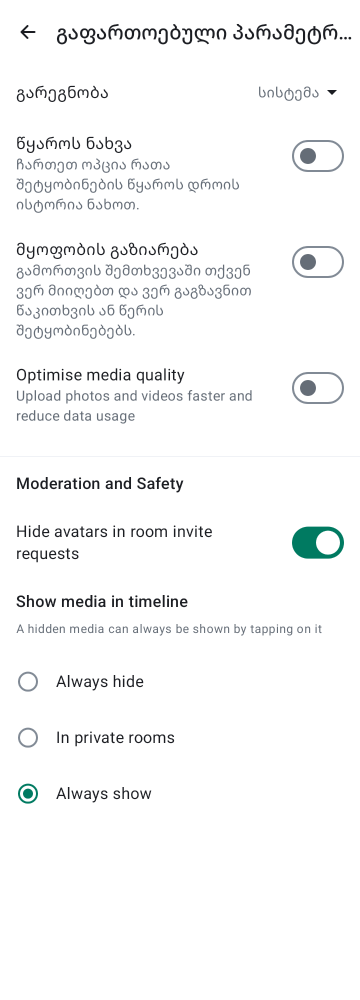 გაფართოებული პარამეტრ...
გარეგნობა
სისტემა
წყაროს ნახვა
ჩართეთ ოპცია რათა
შეტყობინების წყაროს დროის
ისტორია ნახოთ.
მყოფობის გაზიარება
გამორთვის შემთხვევაში თქვენ
ვერ მიიღებთ და ვერ გაგზავნით
წაკითხვის ან წერის
შეტყობინებებს.
Optimise media quality
Upload photos and videos faster and
reduce data usage
Moderation and Safety
Hide avatars in room invite
requests
Show media in timeline
A hidden media can always be shown by tapping on it
Always hide
In private rooms
Always show